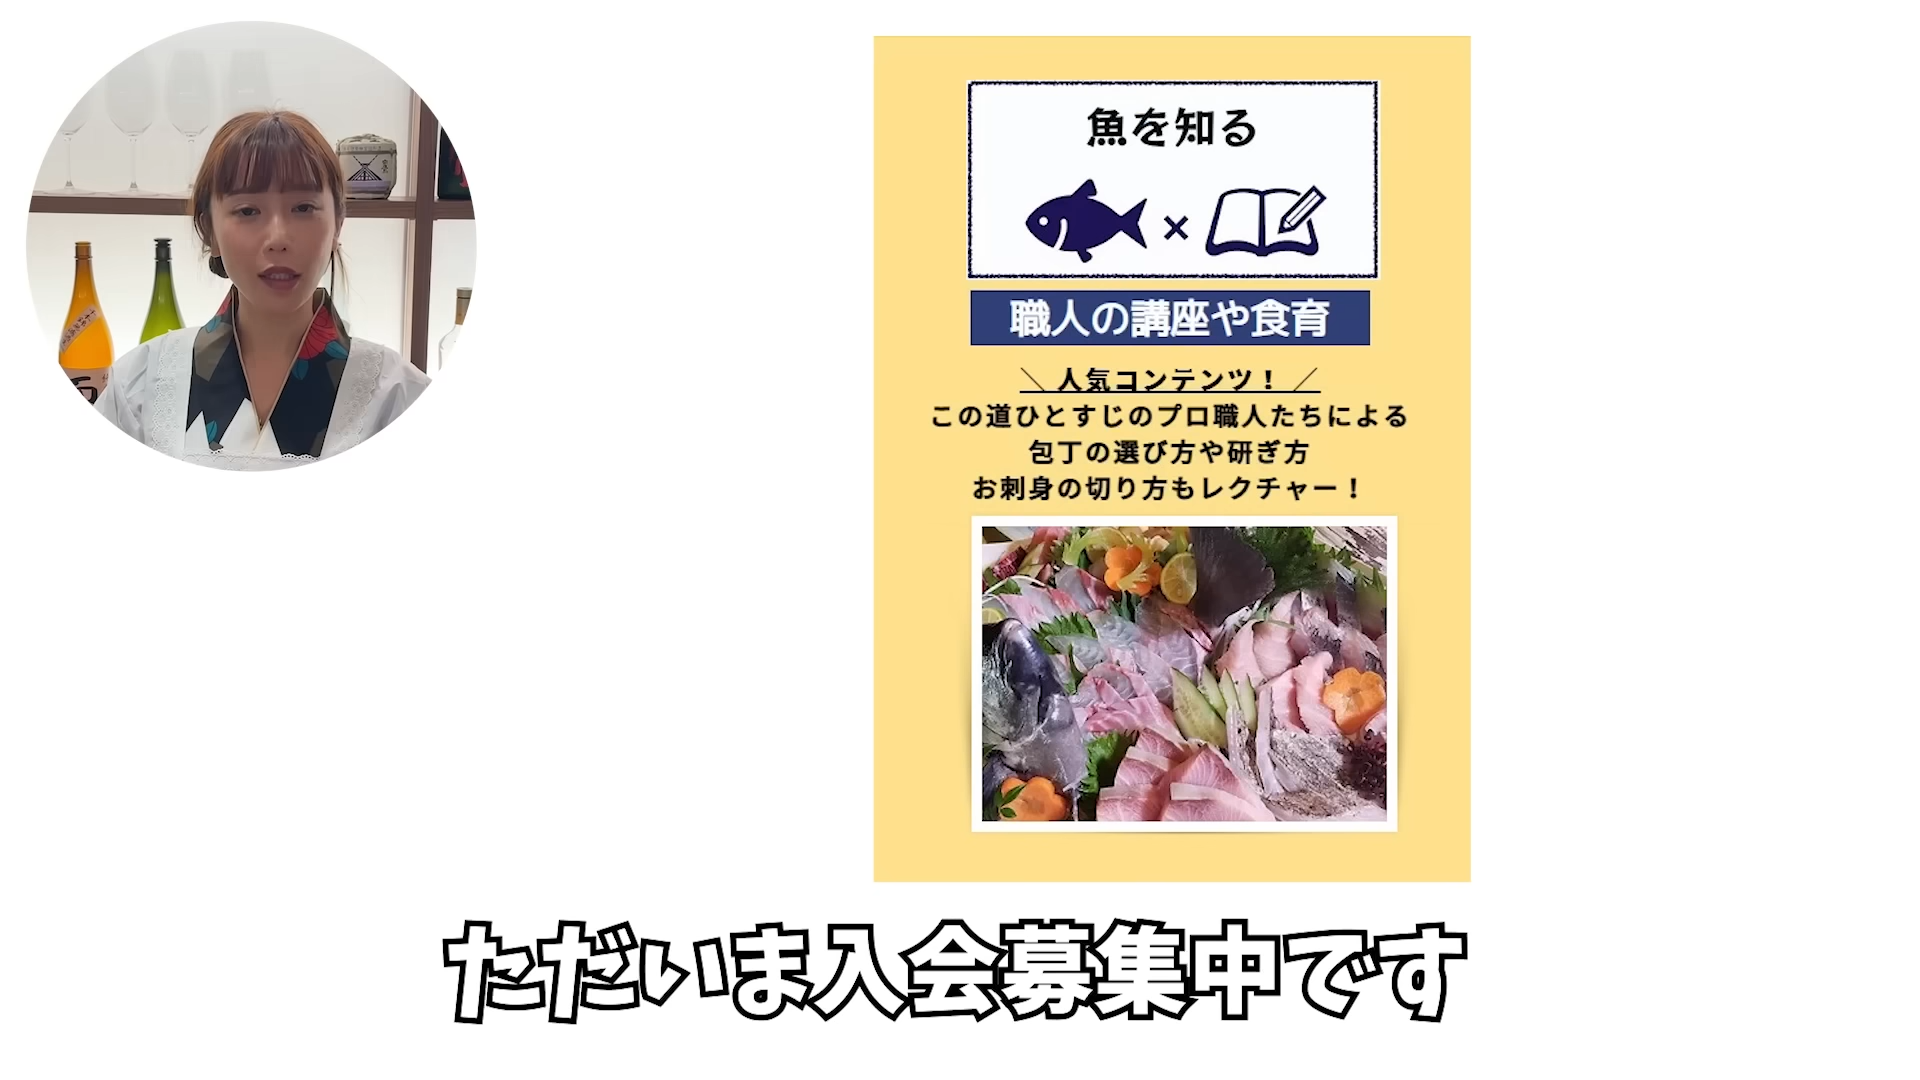 魚を知る
×
職人の講座や食育
＼ 人気コンテンツ！ ／
この道ひとすじのプロ職人たちによる
包丁の選び方や研ぎ方
お刺身の切り方もレクチャー！
ただいま入会募集中です